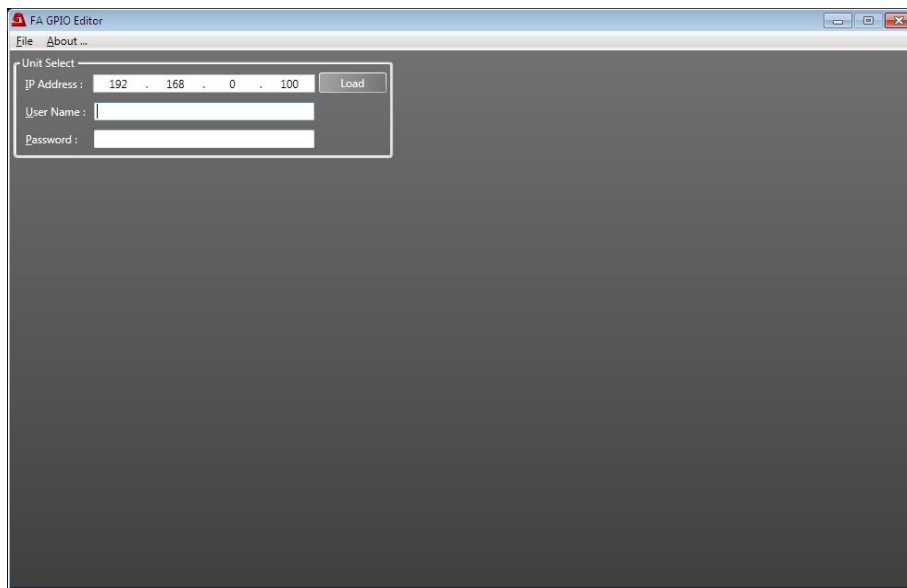 FA GPIO Editor
File About ...
Unit Select
IP Address : 192 . 168 . 0 . 100 Load
User Name :
Password :